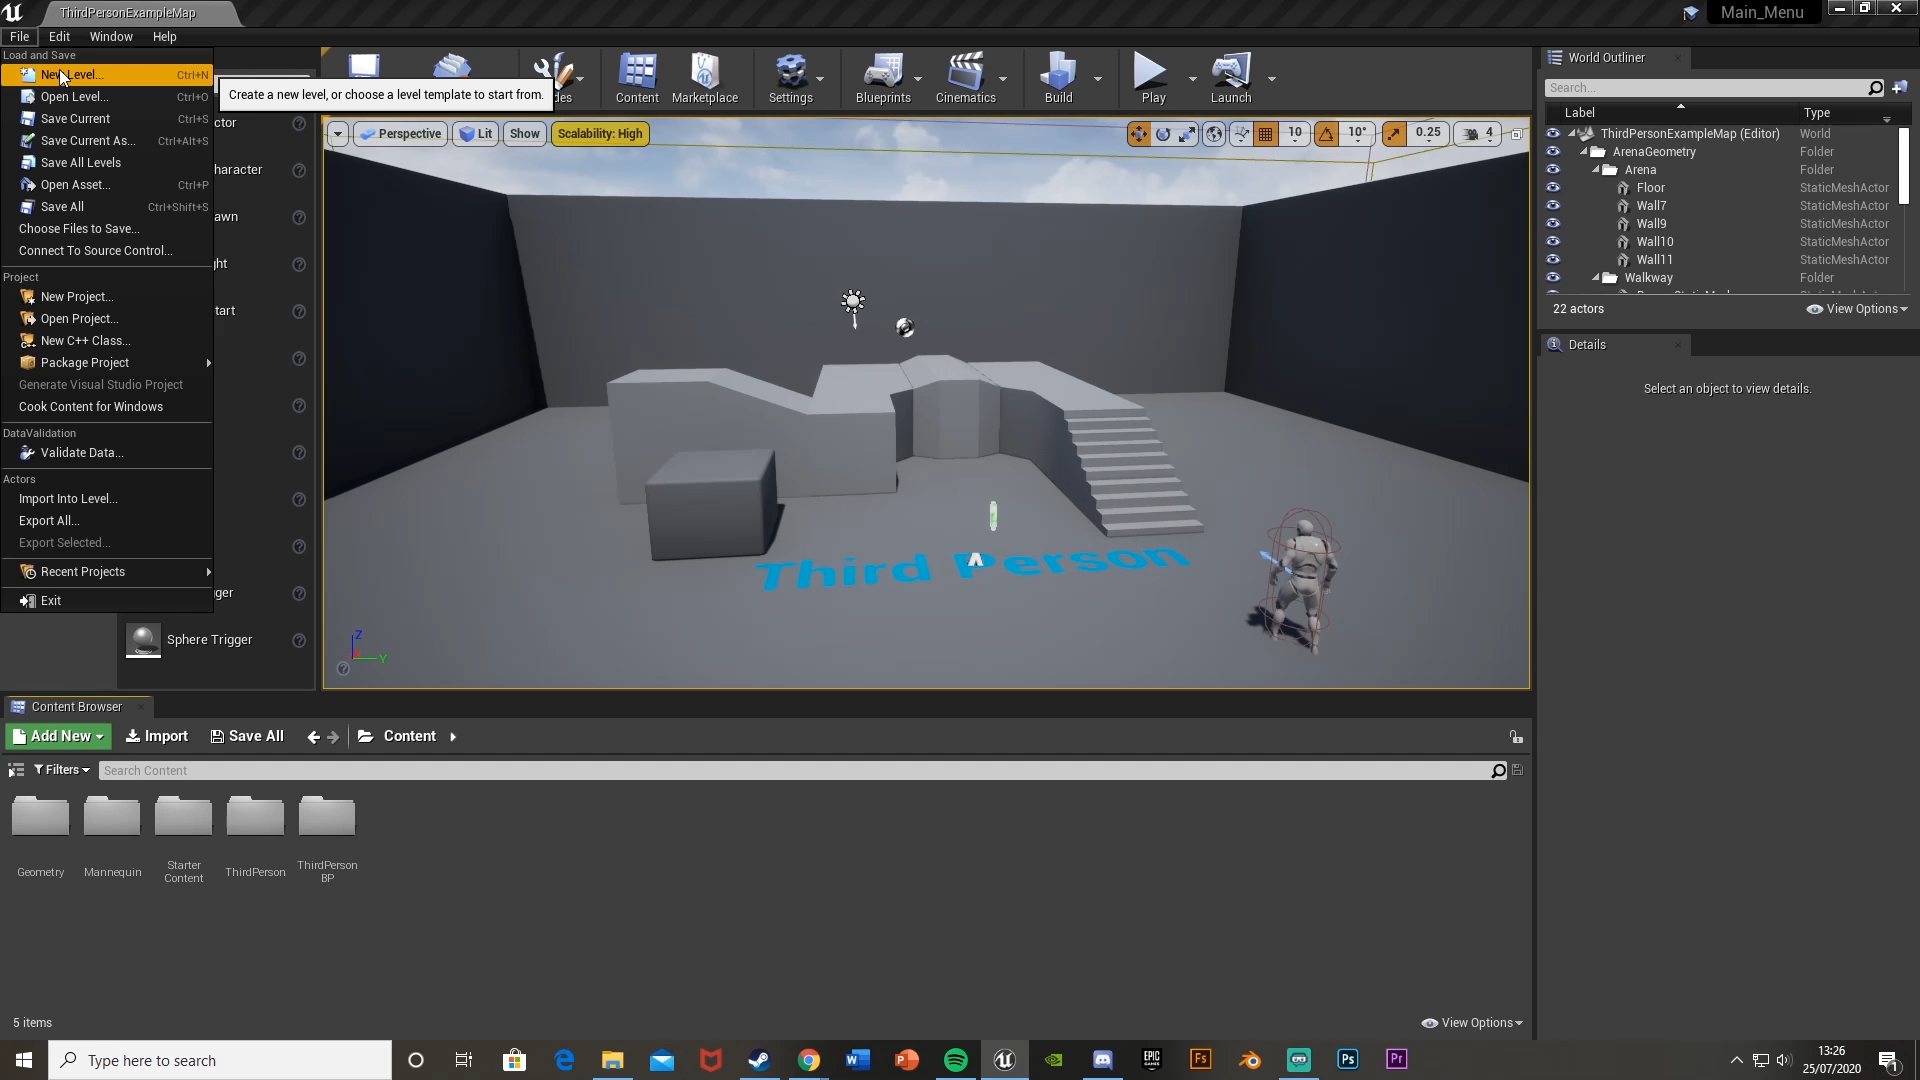 ThirdPersonExampleMap
Main_Menu
File Edit Window Help
Load and Save
New Level... Ctrl+N
Open Level... Ctrl+O
Save Current Ctrl+S
Save Current As... Ctrl+Alt+S
Save All Levels
Open Asset... Ctrl+P
Save All Ctrl+Shift+S
Choose Files to Save...
Connect To Source Control...
Project
New Project...
Open Project...
New C++ Class...
Package Project
Generate Visual Studio Project
Cook Content for Windows
DataValidation
Validate Data...
Actors
Import Into Level...
Export All...
Export Selected...
Recent Projects
Exit
Create a new level, or choose a level template to start from.
Sphere Trigger
Content Marketplace Settings Blueprints Cinematics Build Play Launch
Perspective Lit Show Scalability: High 10 10° 0.25 4
Third Person
Z
Y
World Outliner
Search...
Label Type
ThirdPersonExampleMap (Editor) World
ArenaGeometry Folder
Arena Folder
Floor StaticMeshActor
Wall7 StaticMeshActor
Wall9 StaticMeshActor
Wall10 StaticMeshActor
Wall11 StaticMeshActor
Walkway Folder
22 actors View Options
Details
Select an object to view details.
Content Browser
Add New Import Save All Content
Filters Search Content
Geometry
Mannequin
Starter
Content
ThirdPerson
ThirdPerson
BP
5 items View Options
Type here to search
13:26
25/07/2020